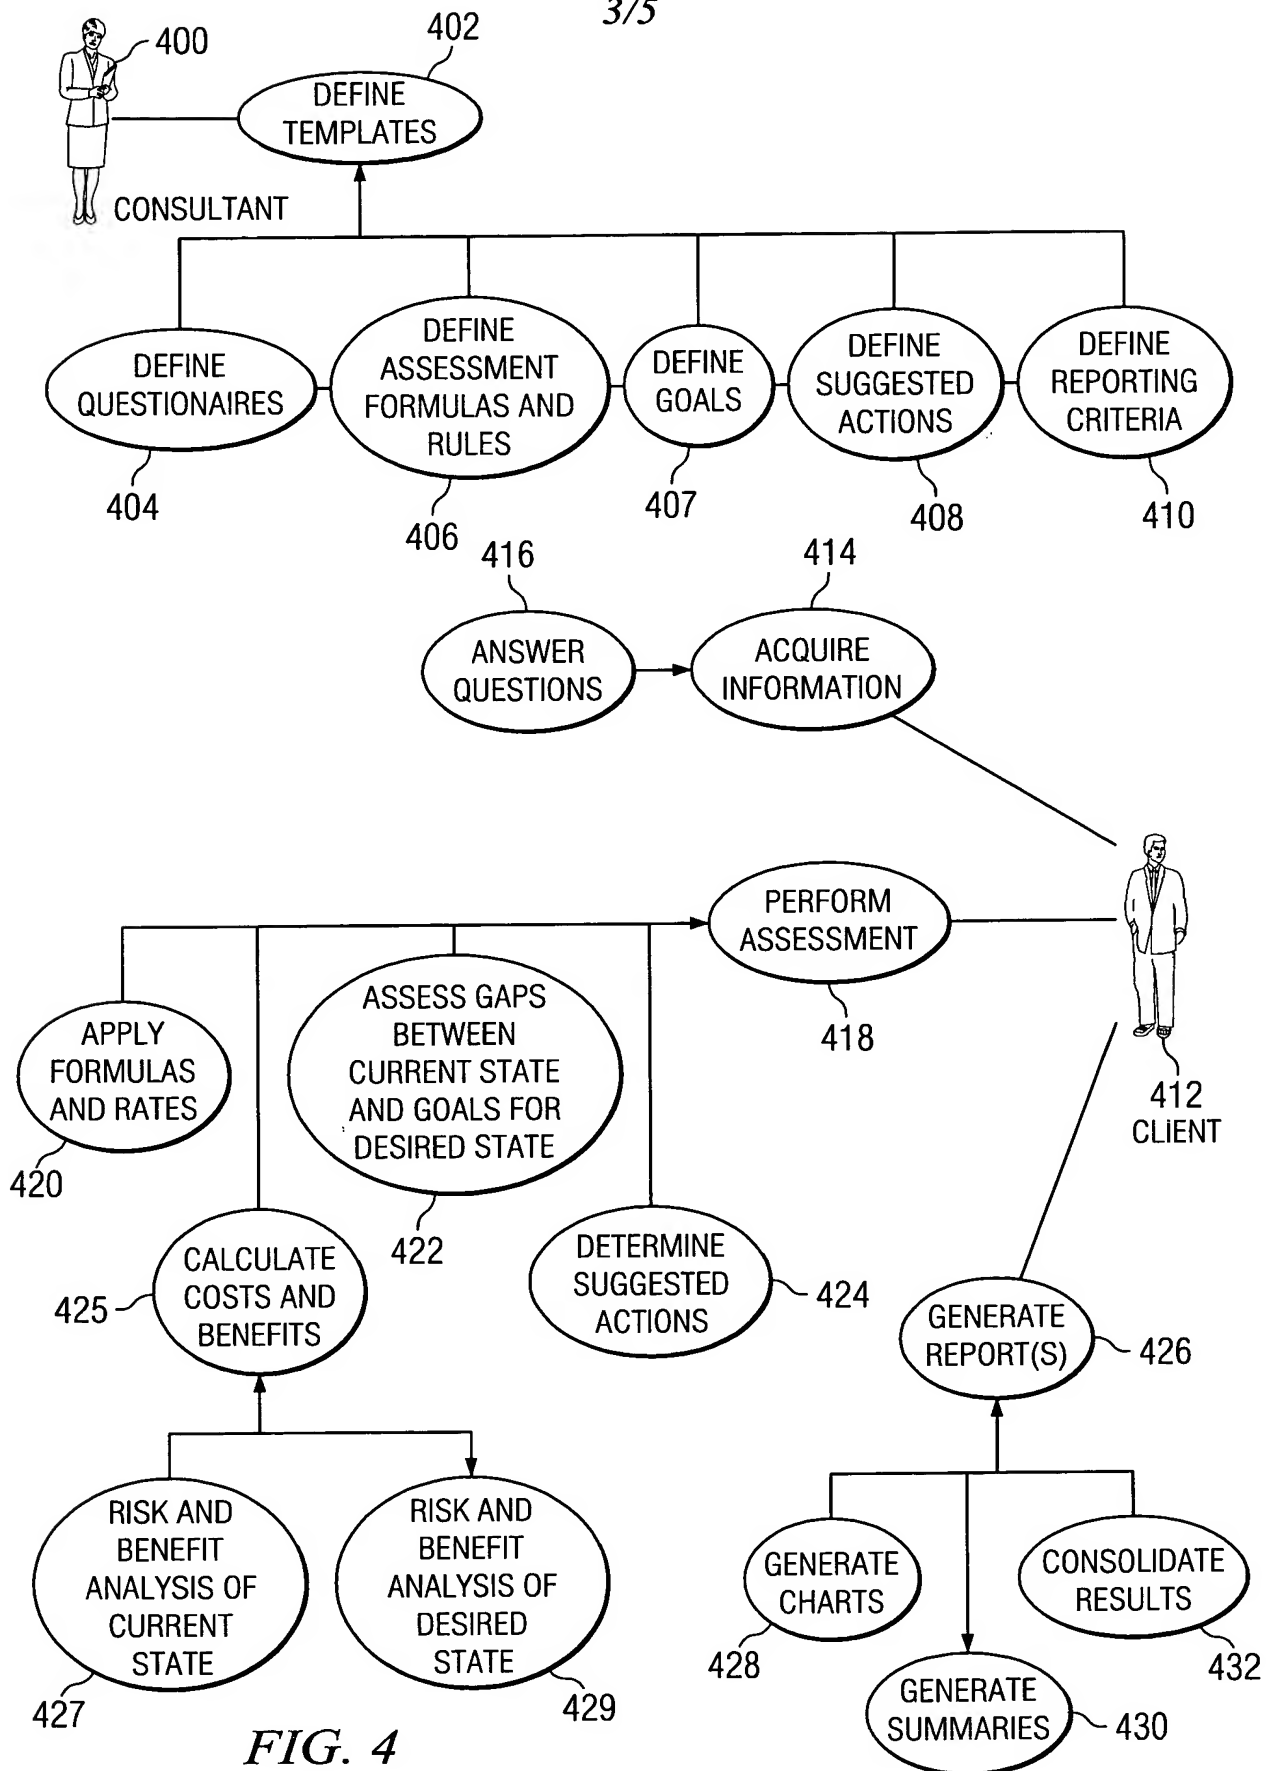 3/5
400
402
DEFINE
TEMPLATES
CONSULTANT
DEFINE
QUESTIONAIRES
404
DEFINE
ASSESSMENT
FORMULAS AND
RULES
406
DEFINE
GOALS
407
DEFINE
SUGGESTED
ACTIONS
408
DEFINE
REPORTING
CRITERIA
410
416
ANSWER
QUESTIONS
414
ACQUIRE
INFORMATION
PERFORM
ASSESSMENT
418
412
CLIENT
APPLY
FORMULAS
AND RATES
420
ASSESS GAPS
BETWEEN
CURRENT STATE
AND GOALS FOR
DESIRED STATE
422
CALCULATE
COSTS AND
BENEFITS
425
DETERMINE
SUGGESTED
ACTIONS
424
GENERATE
REPORT(S)
426
RISK AND
BENEFIT
ANALYSIS OF
CURRENT
STATE
427
RISK AND
BENEFIT
ANALYSIS OF
DESIRED
STATE
429
GENERATE
CHARTS
428
CONSOLIDATE
RESULTS
432
GENERATE
SUMMARIES
430
FIG. 4